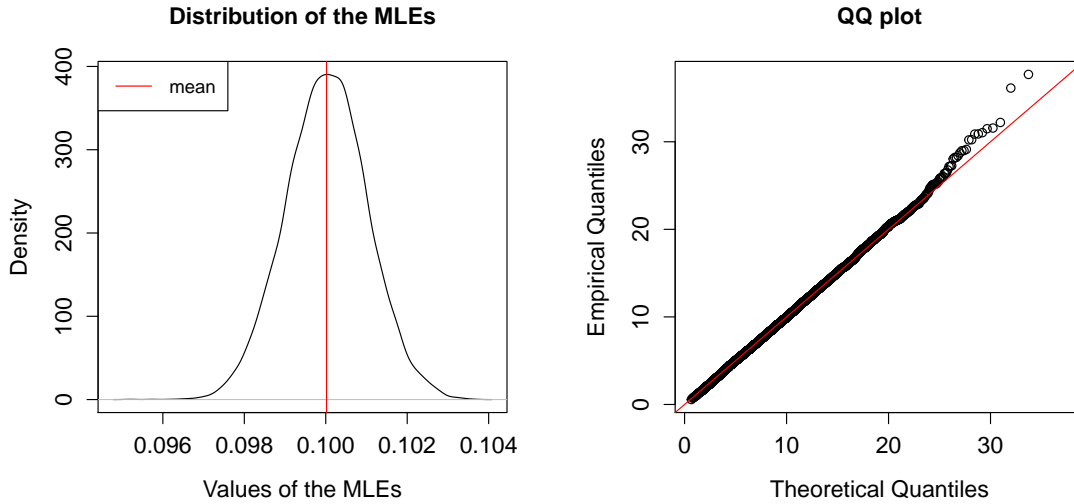 Distribution of the MLEs
mean
Density
0
100
200
300
400
0.096
0.098
0.100
0.102
0.104
Values of the MLEs
QQ plot
Empirical Quantiles
0
10
20
30
0
10
20
30
Theoretical Quantiles